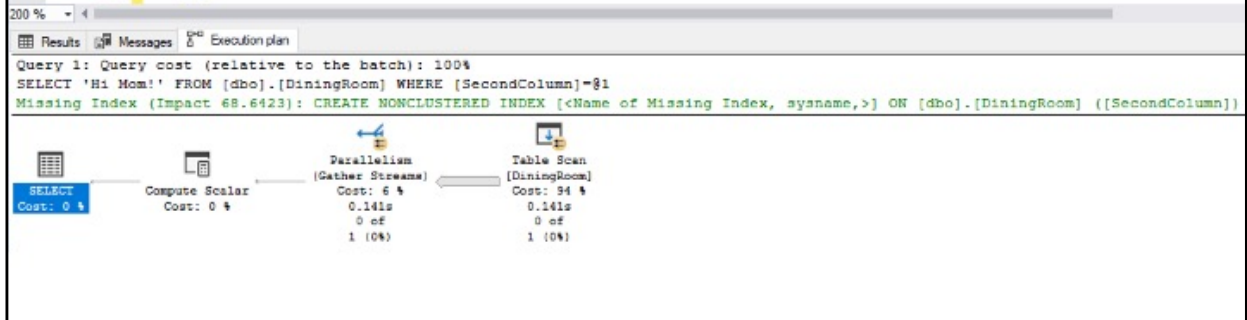 200 %
Results Messages Execution plan
Query 1: Query cost (relative to the batch): 100%
SELECT 'Hi Mom!' FROM [dbo].[DiningRoom] WHERE [SecondColumn]=@1
Missing Index (Impact 68.6423): CREATE NONCLUSTERED INDEX [<Name of Missing Index, sysname,>] ON [dbo].[DiningRoom] ([SecondColumn])
SELECT
Cost: 0 %
Compute Scalar
Cost: 0 %
Parallelism
(Gather Streams)
Cost: 6 %
0.141s
0 of
1 (0%)
Table Scan
[DiningRoom]
Cost: 94 %
0.141s
0 of
1 (0%)